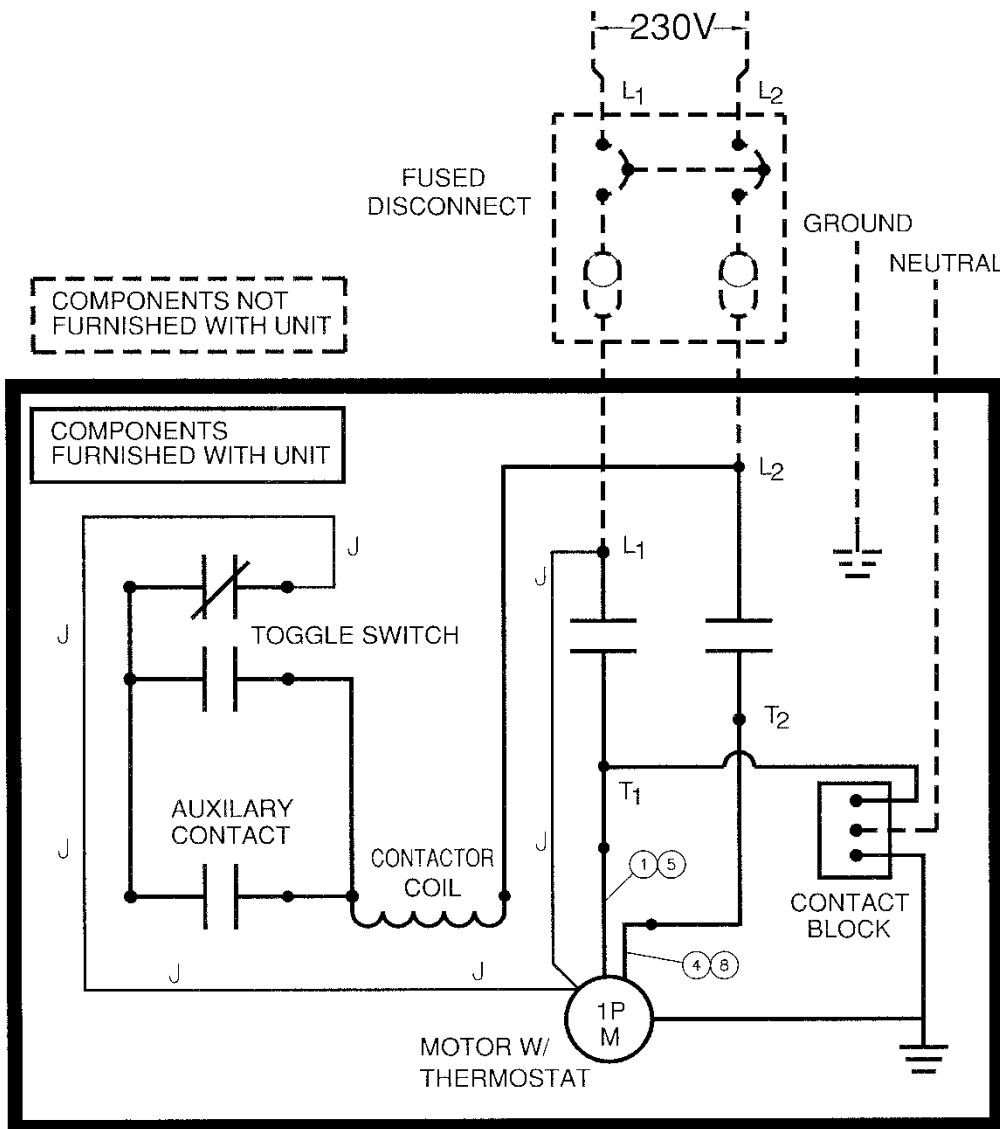 230V
L1
L2
FUSED
DISCONNECT
GROUND
NEUTRAL
COMPONENTS NOT
FURNISHED WITH UNIT
COMPONENTS
FURNISHED WITH UNIT
L2
L1
J
J
J
TOGGLE SWITCH
T2
T1
AUXILARY
CONTACT
J
J
CONTACTOR
COIL
1 5
CONTACT
BLOCK
4 8
J
J
1P
M
MOTOR W/
THERMOSTAT